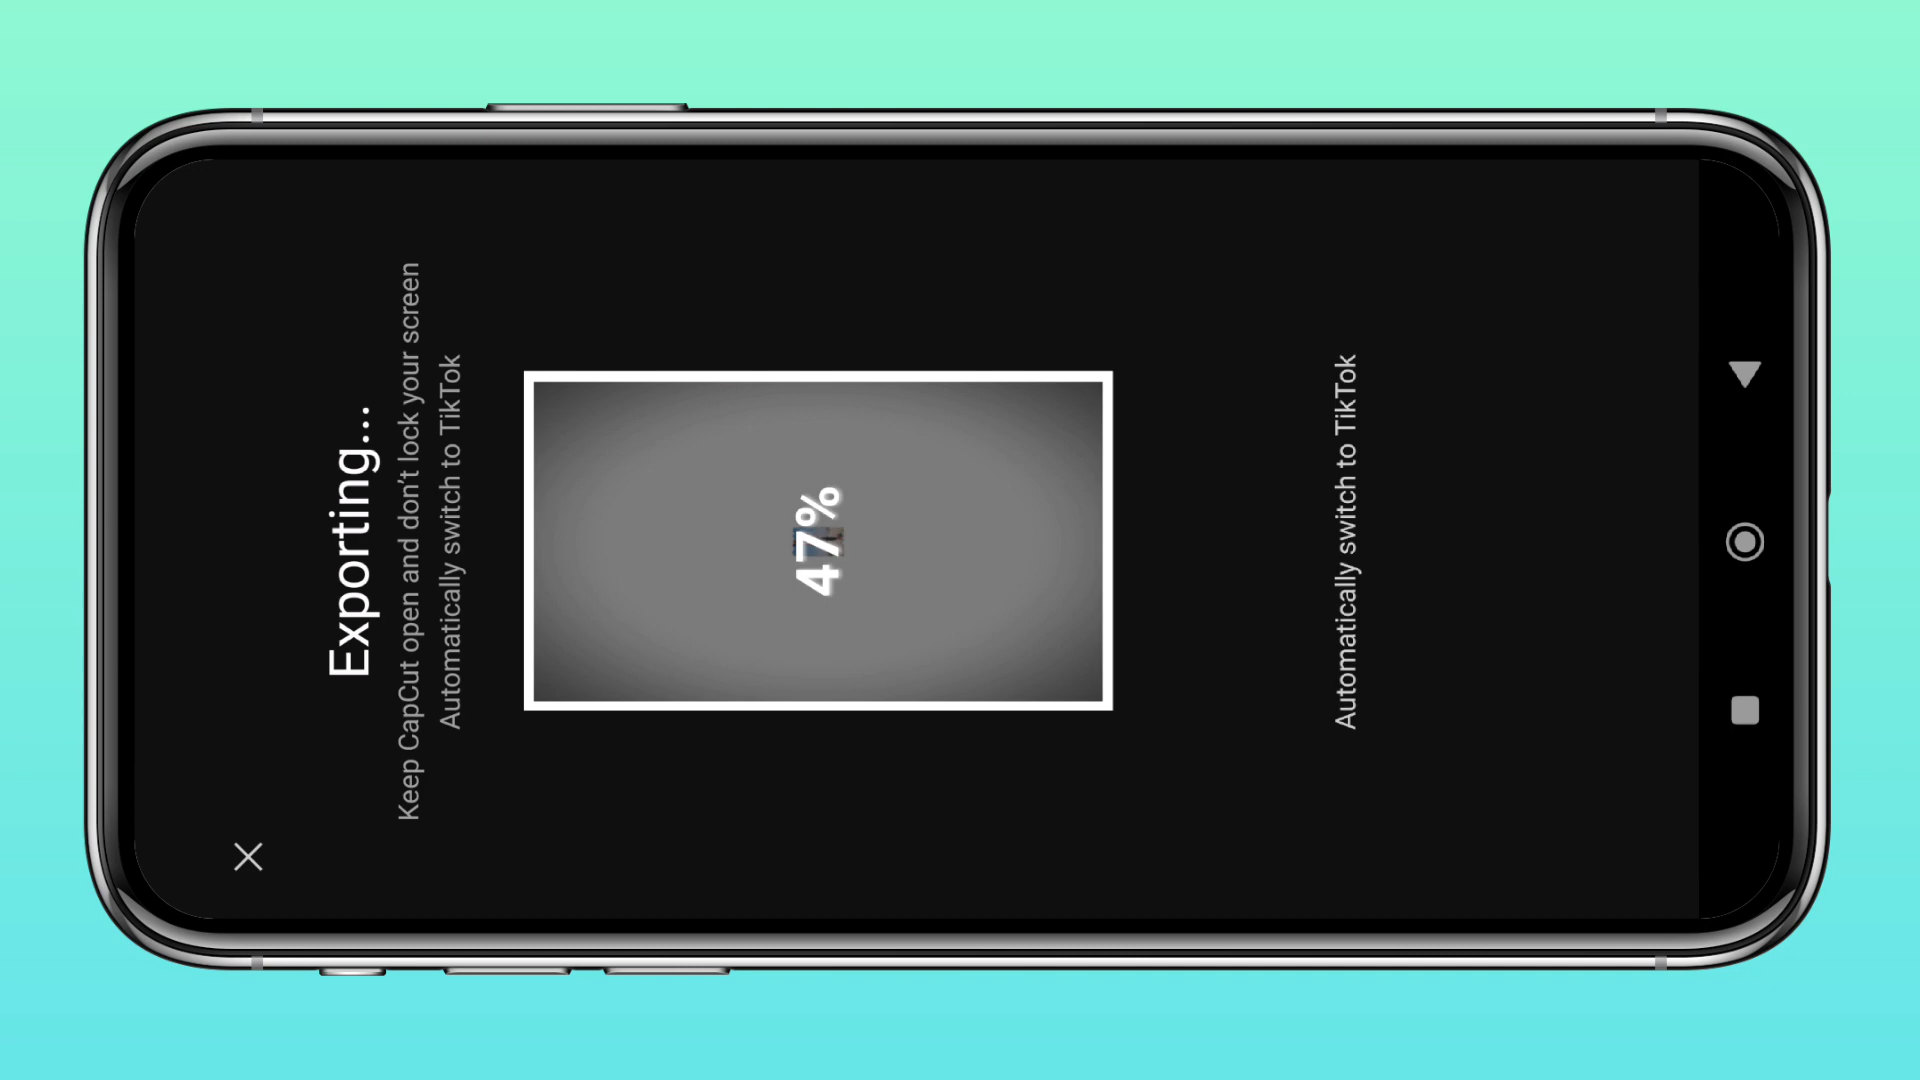 Exporting...
Keep CapCut open and don't lock your screen
Automatically switch to TikTok
47%
Automatically switch to TikTok